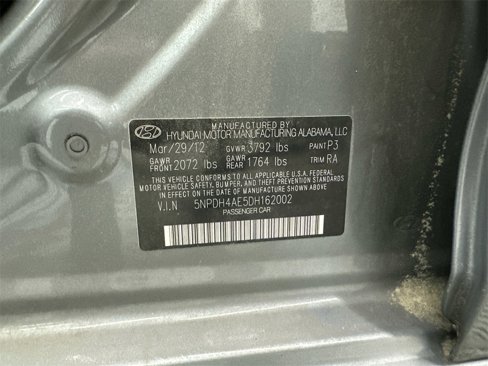 MANUFACTURED BY
HYUNDAI MOTOR MANUFACTURING ALABAMA, LLC
Mar/29/12 GVWR 3792 lbs PAINT P3
GAWR FRONT 2072 lbs GAWR REAR 1764 lbs TRIM RA
THIS VEHICLE CONFORMS TO ALL APPLICABLE U.S.A. FEDERAL
MOTOR VEHICLE SAFETY, BUMPER, AND THEFT PREVENTION STANDARDS
IN EFFECT ON THE DATE OF MANUFACTURE SHOWN ABOVE.
V.I.N 5NPDH4AE5DH162002
PASSENGER CAR